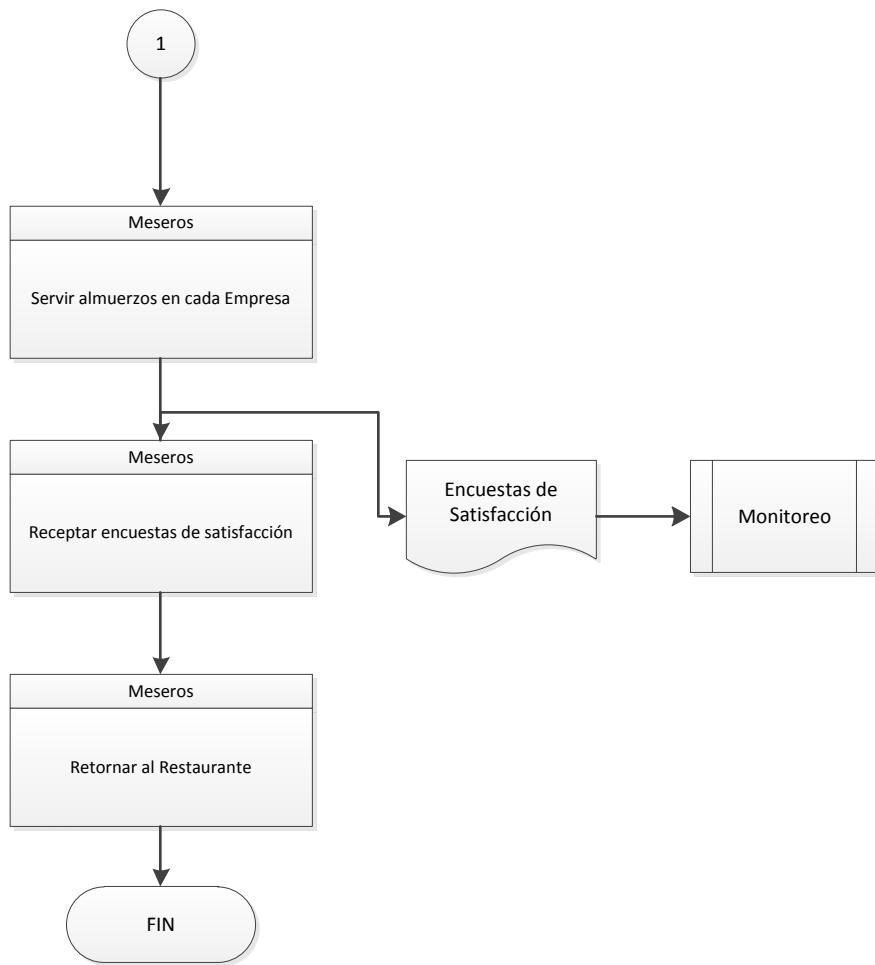 1
Meseros
Servir almuerzos en cada Empresa
Meseros
Receptar encuestas de satisfacción
Encuestas de
Satisfacción
Monitoreo
Meseros
Retornar al Restaurante
FIN